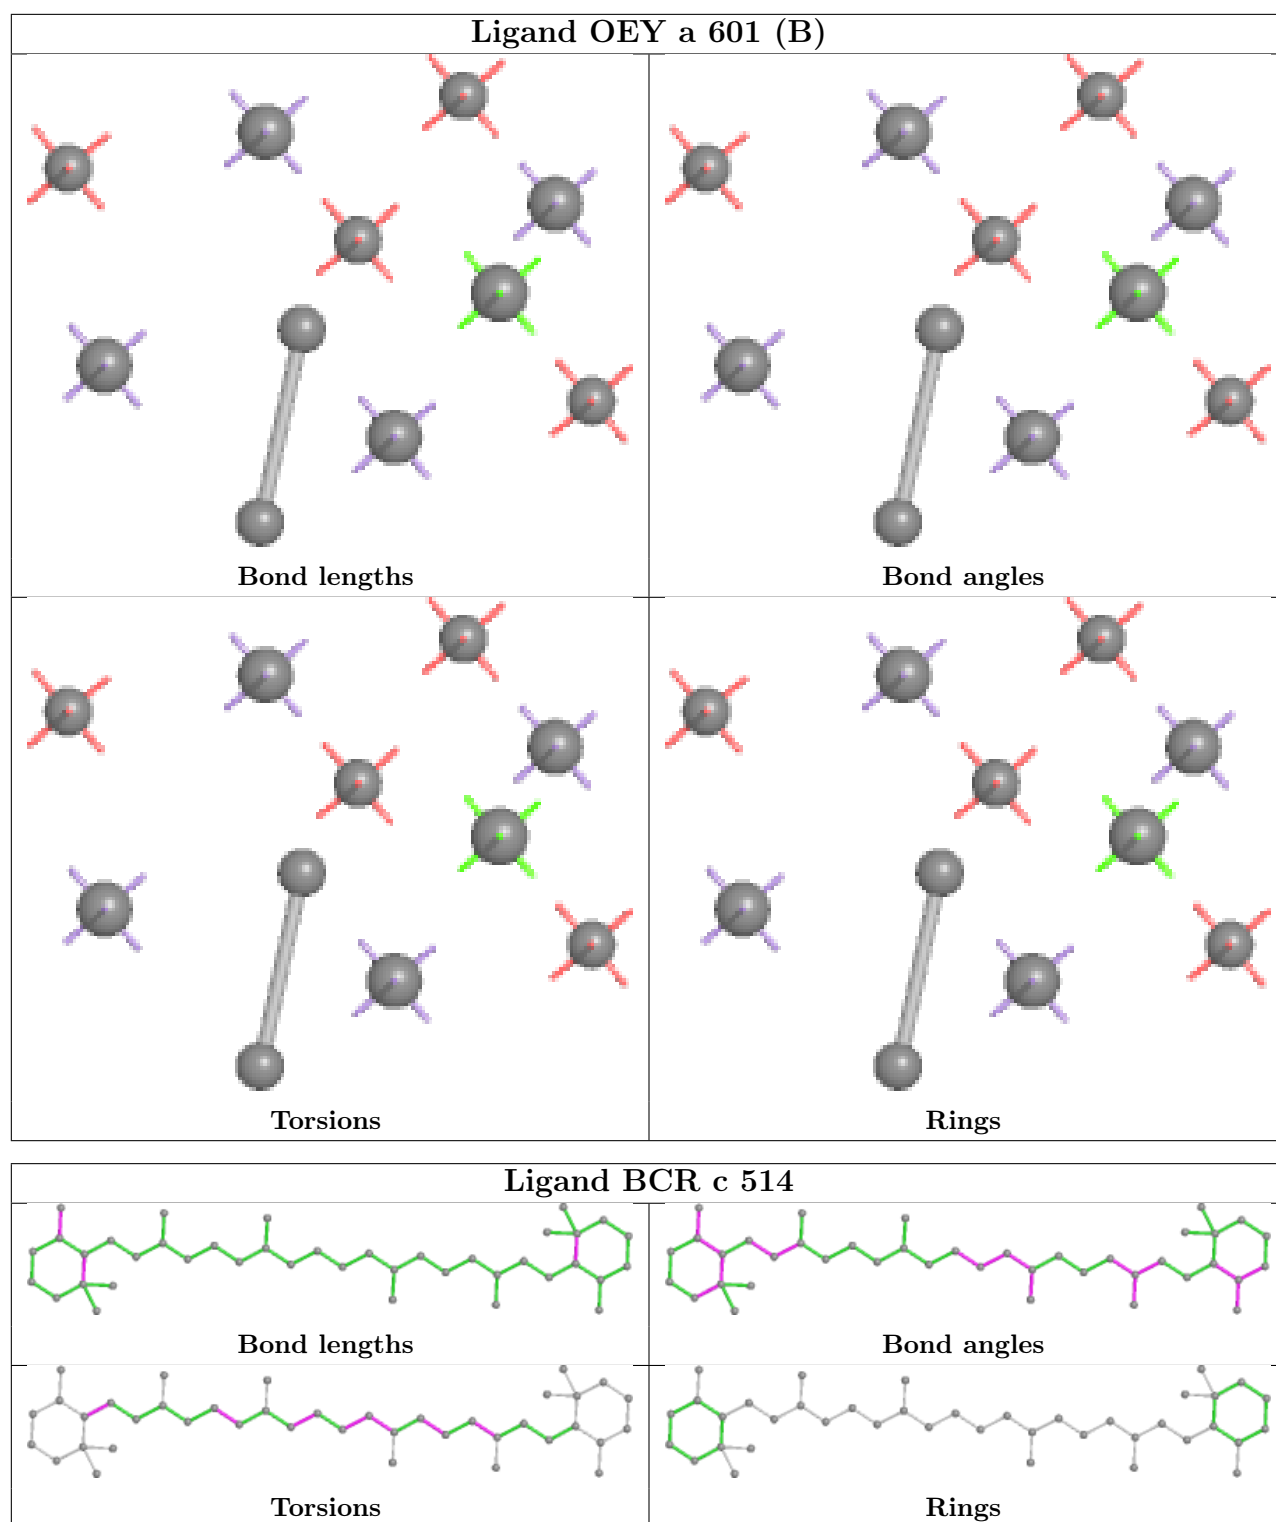 Ligand OEY a 601 (B)
Bond lengths
Bond angles
Torsions
Rings
Ligand BCR c 514
Bond lengths
Bond angles
Torsions
Rings